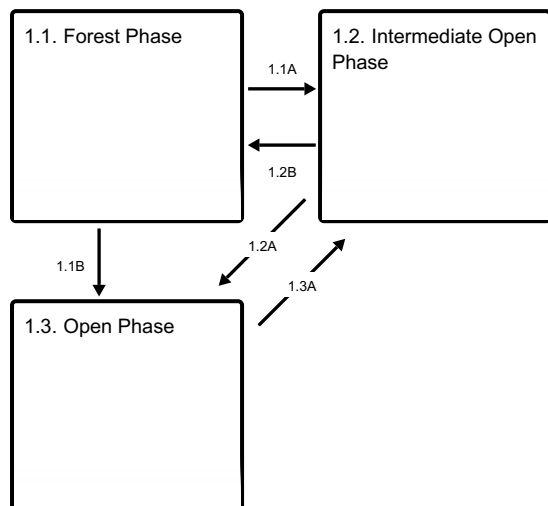 1.1. Forest Phase
1.2. Intermediate Open
Phase
1.1A
1.2B
1.2A
1.1B
1.3A
1.3. Open Phase